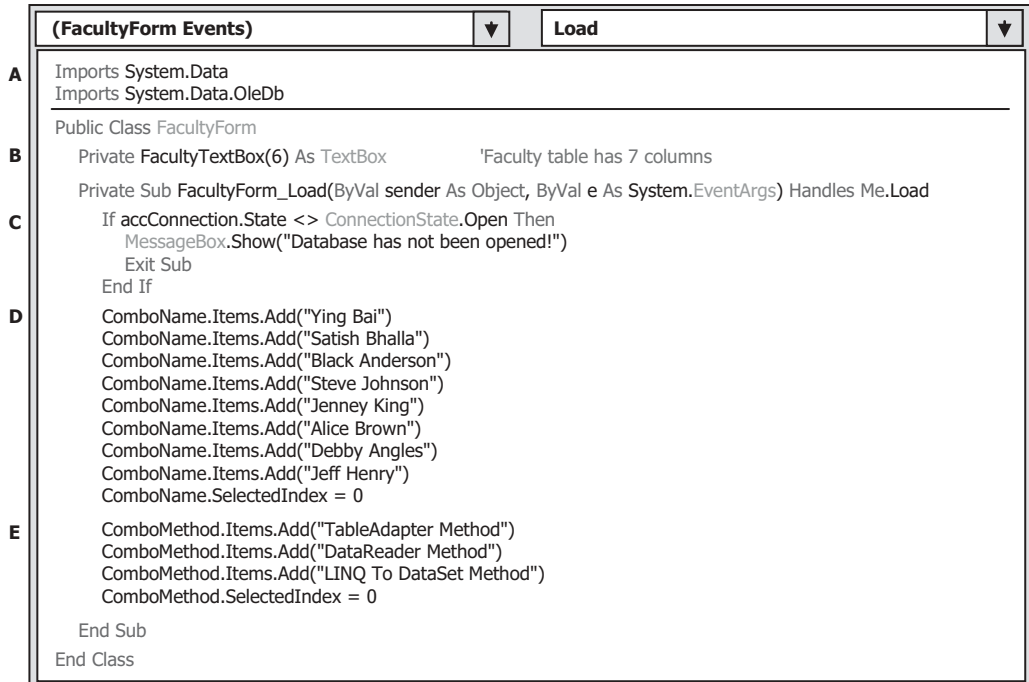 (FacultyForm Events) Load
A Imports System.Data
Imports System.Data.OleDb
Public Class FacultyForm
B Private FacultyTextBox(6) As TextBox 'Faculty table has 7 columns
Private Sub FacultyForm_Load(ByVal sender As Object, ByVal e As System.EventArgs) Handles Me.Load
C If accConnection.State <> ConnectionState.Open Then
MessageBox.Show("Database has not been opened!")
Exit Sub
End If
D ComboName.Items.Add("Ying Bai")
ComboName.Items.Add("Satish Bhalla")
ComboName.Items.Add("Black Anderson")
ComboName.Items.Add("Steve Johnson")
ComboName.Items.Add("Jenney King")
ComboName.Items.Add("Alice Brown")
ComboName.Items.Add("Debby Angles")
ComboName.Items.Add("Jeff Henry")
ComboName.SelectedIndex = 0
E ComboMethod.Items.Add("TableAdapter Method")
ComboMethod.Items.Add("DataReader Method")
ComboMethod.Items.Add("LINQ To DataSet Method")
ComboMethod.SelectedIndex = 0
End Sub
End Class